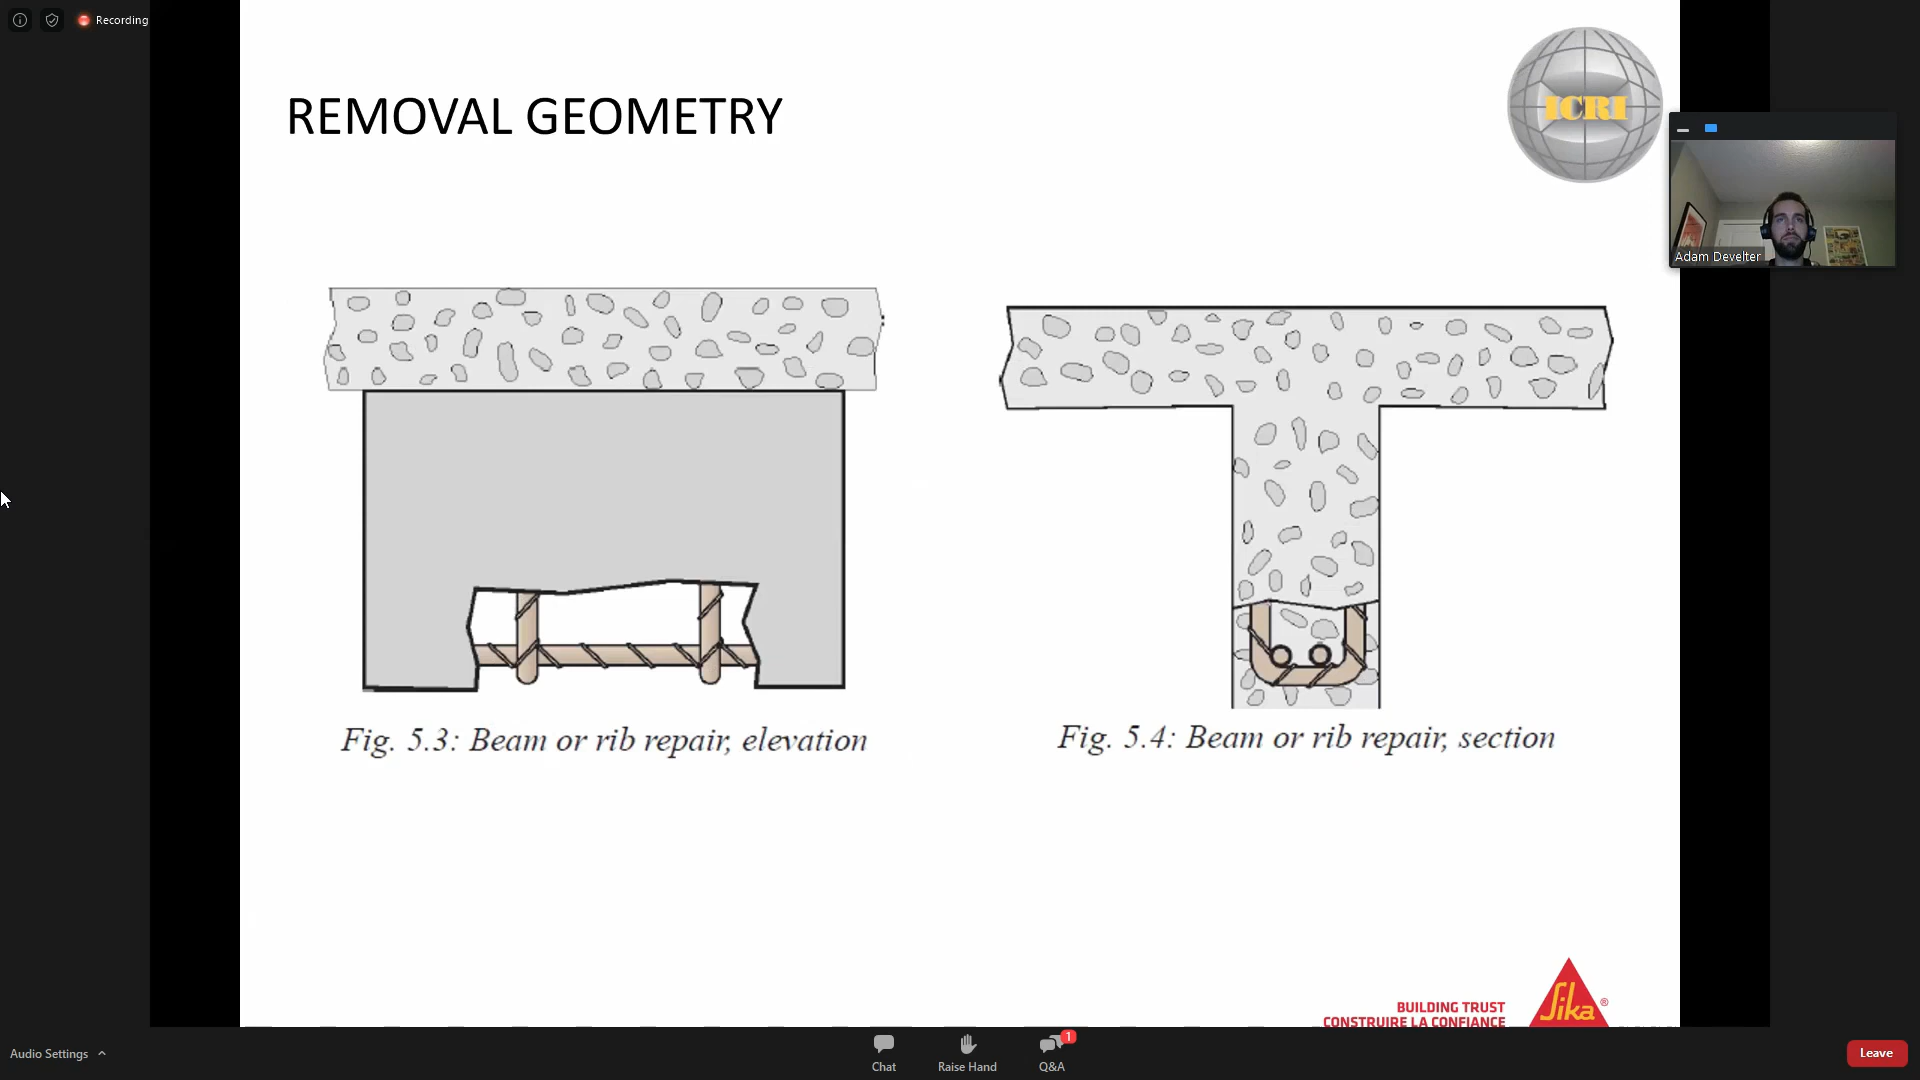 Recording
REMOVAL GEOMETRY
ICRI
Adam Develter
Fig. 5.3: Beam or rib repair, elevation
Fig. 5.4: Beam or rib repair, section
BUILDING TRUST
CONSTRUIRE LA CONFIANCE
Sika®
Audio Settings
Chat
Raise Hand
1
Q&A
Leave